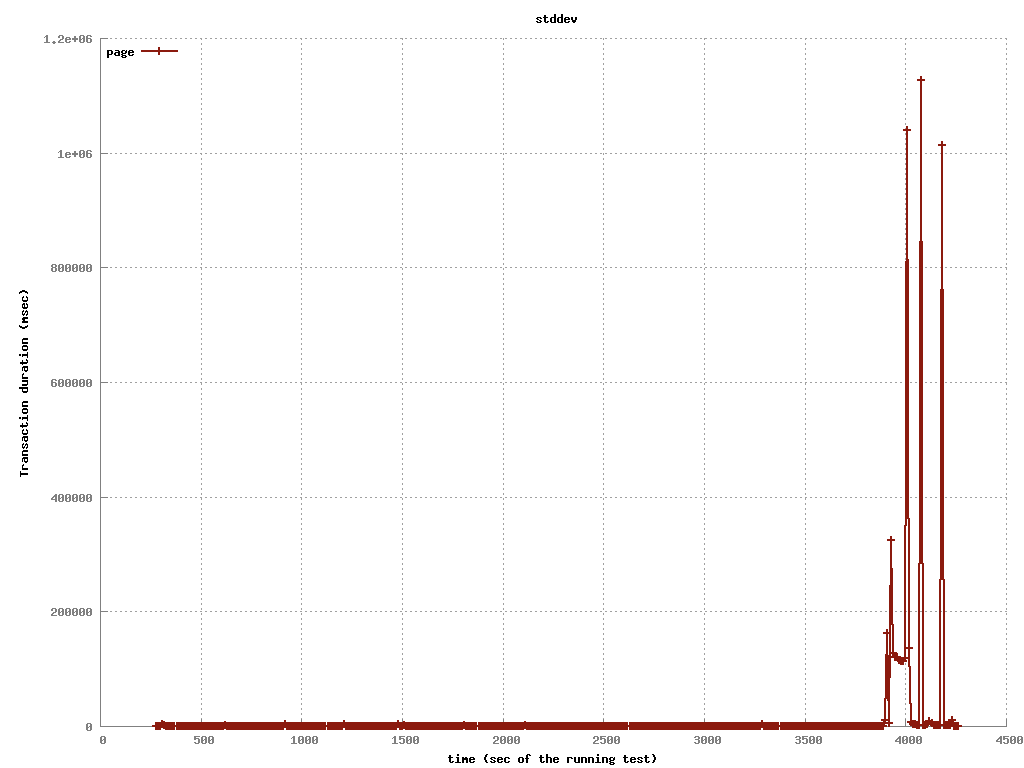 stddev
page
1.2e+06
1e+06
800000
600000
400000
200000
0
Transaction duration (msec)
0 500 1000 1500 2000 2500 3000 3500 4000 4500
time (sec of the running test)